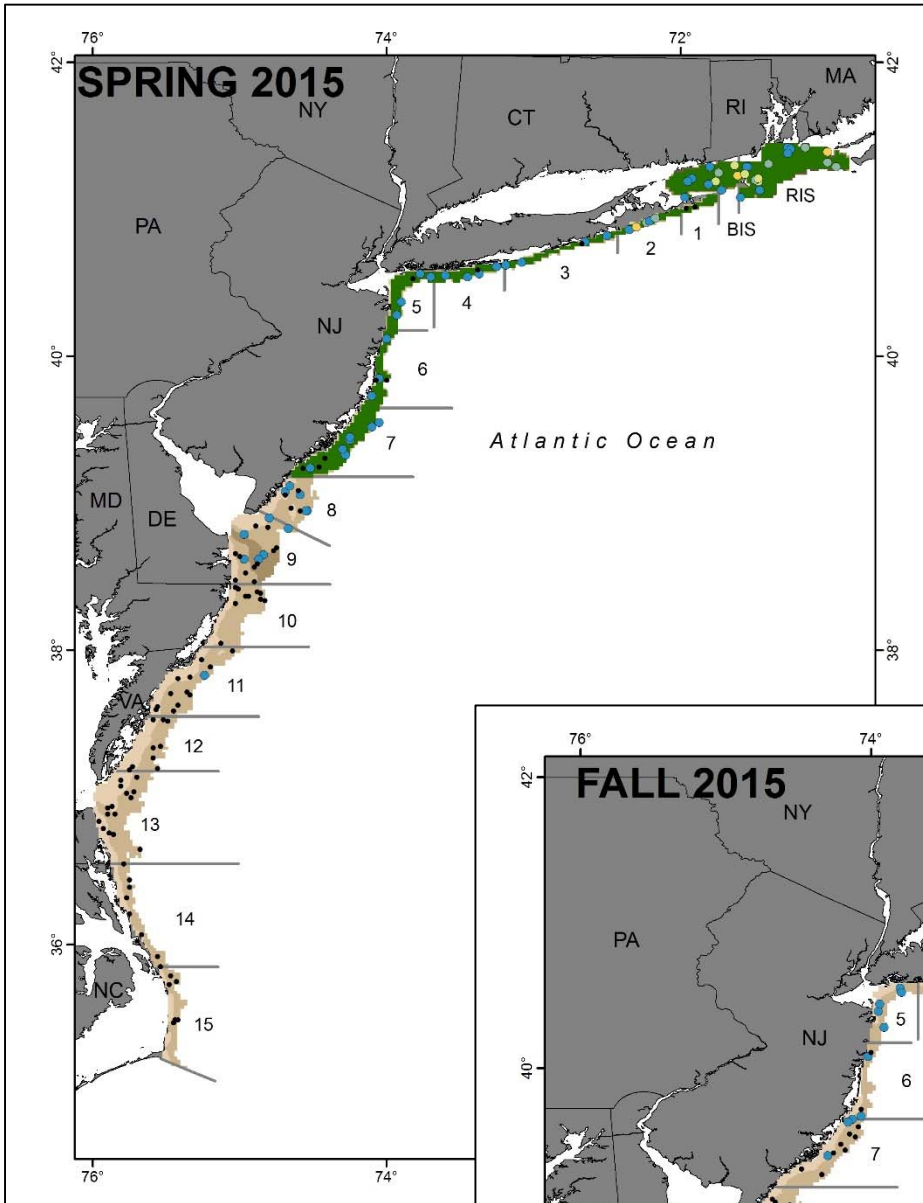 76°
74°
72°
42°
42°
SPRING 2015
NY
CT
RI
MA
PA
RIS
BIS
1
2
3
4
5
NJ
40°
40°
6
Atlantic Ocean
7
MD
DE
8
9
10
38°
38°
11
VA
12
76°
74°
42°
FALL 2015
NY
13
14
36°
PA
NC
15
5
NJ
40°
6
7
76°
74°